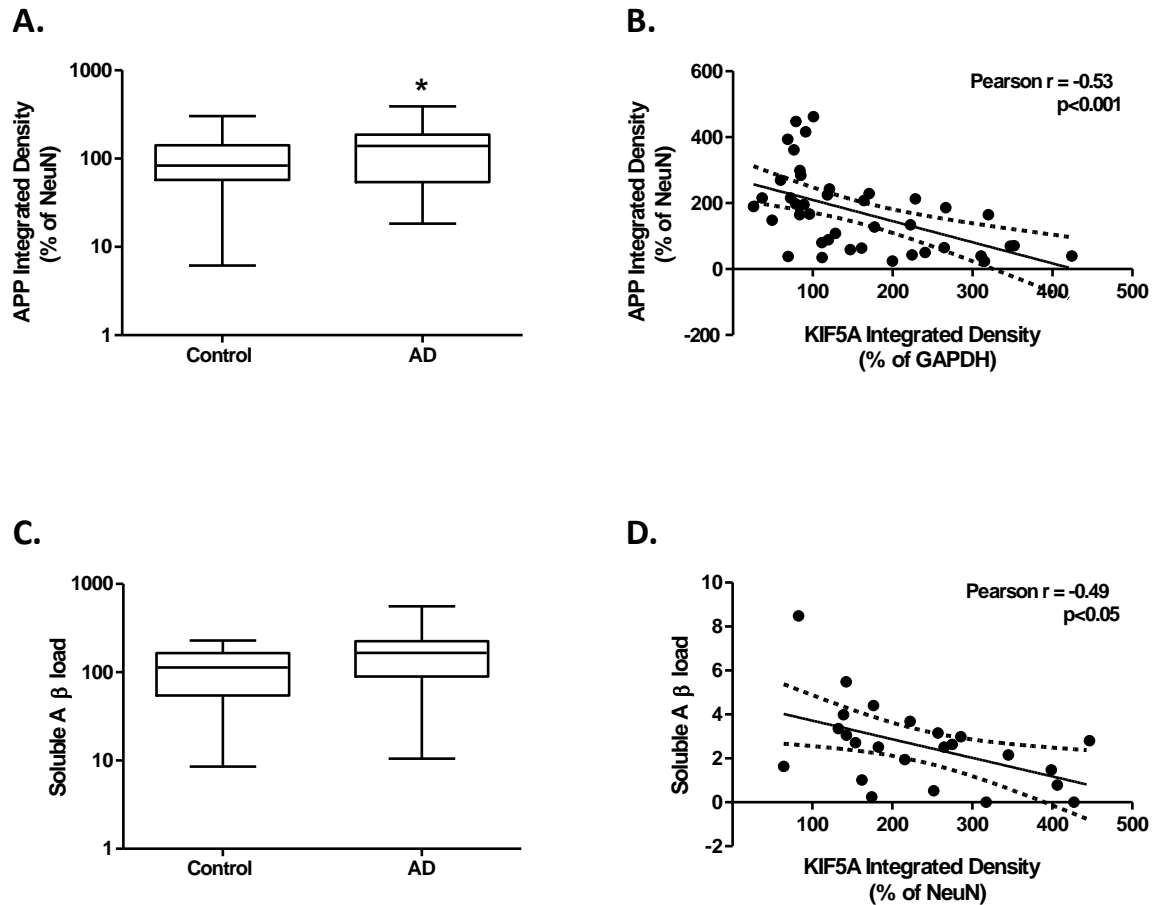 A.
1000
100
10
1
APP Integrated Density
(% of NeuN)
*
Control
AD
B.
600
400
200
0
-200
APP Integrated Density
(% of NeuN)
Pearson r = -0.53
p<0.001
100
200
300
400
500
KIF5A Integrated Density
(% of GAPDH)
C.
1000
100
10
1
Soluble A β load
Control
AD
D.
10
8
6
4
2
0
-2
Soluble A β load
Pearson r = -0.49
p<0.05
100
200
300
400
500
KIF5A Integrated Density
(% of NeuN)